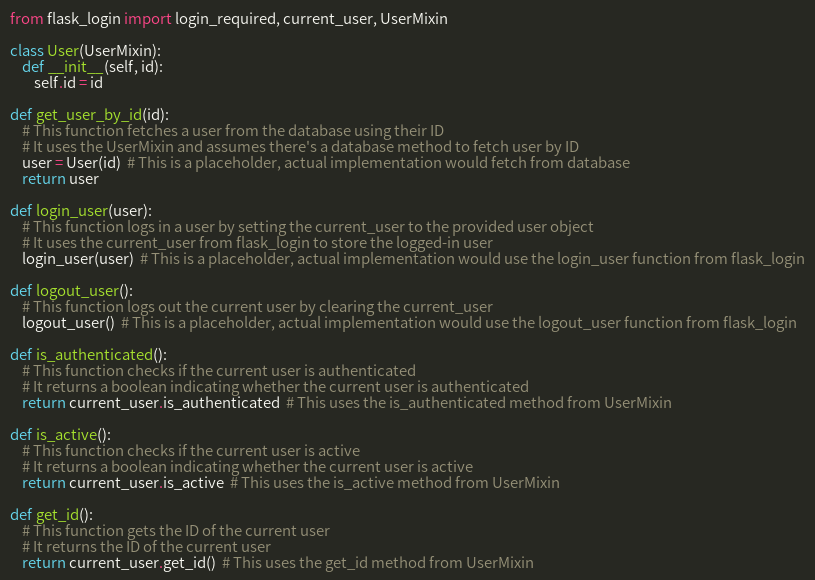 from flask_login import login_required, current_user, UserMixin

class User(UserMixin):
    def __init__(self, id):
        self.id = id

def get_user_by_id(id):
    # This function fetches a user from the database using their ID
    # It uses the UserMixin and assumes there's a database method to fetch user by ID
    user = User(id)  # This is a placeholder, actual implementation would fetch from database
    return user

def login_user(user):
    # This function logs in a user by setting the current_user to the provided user object
    # It uses the current_user from flask_login to store the logged-in user
    login_user(user)  # This is a placeholder, actual implementation would use the login_user function from flask_login

def logout_user():
    # This function logs out the current user by clearing the current_user
    logout_user()  # This is a placeholder, actual implementation would use the logout_user function from flask_login

def is_authenticated():
    # This function checks if the current user is authenticated
    # It returns a boolean indicating whether the current user is authenticated
    return current_user.is_authenticated  # This uses the is_authenticated method from UserMixin

def is_active():
    # This function checks if the current user is active
    # It returns a boolean indicating whether the current user is active
    return current_user.is_active  # This uses the is_active method from UserMixin

def get_id():
    # This function gets the ID of the current user
    # It returns the ID of the current user
    return current_user.get_id()  # This uses the get_id method from UserMixin